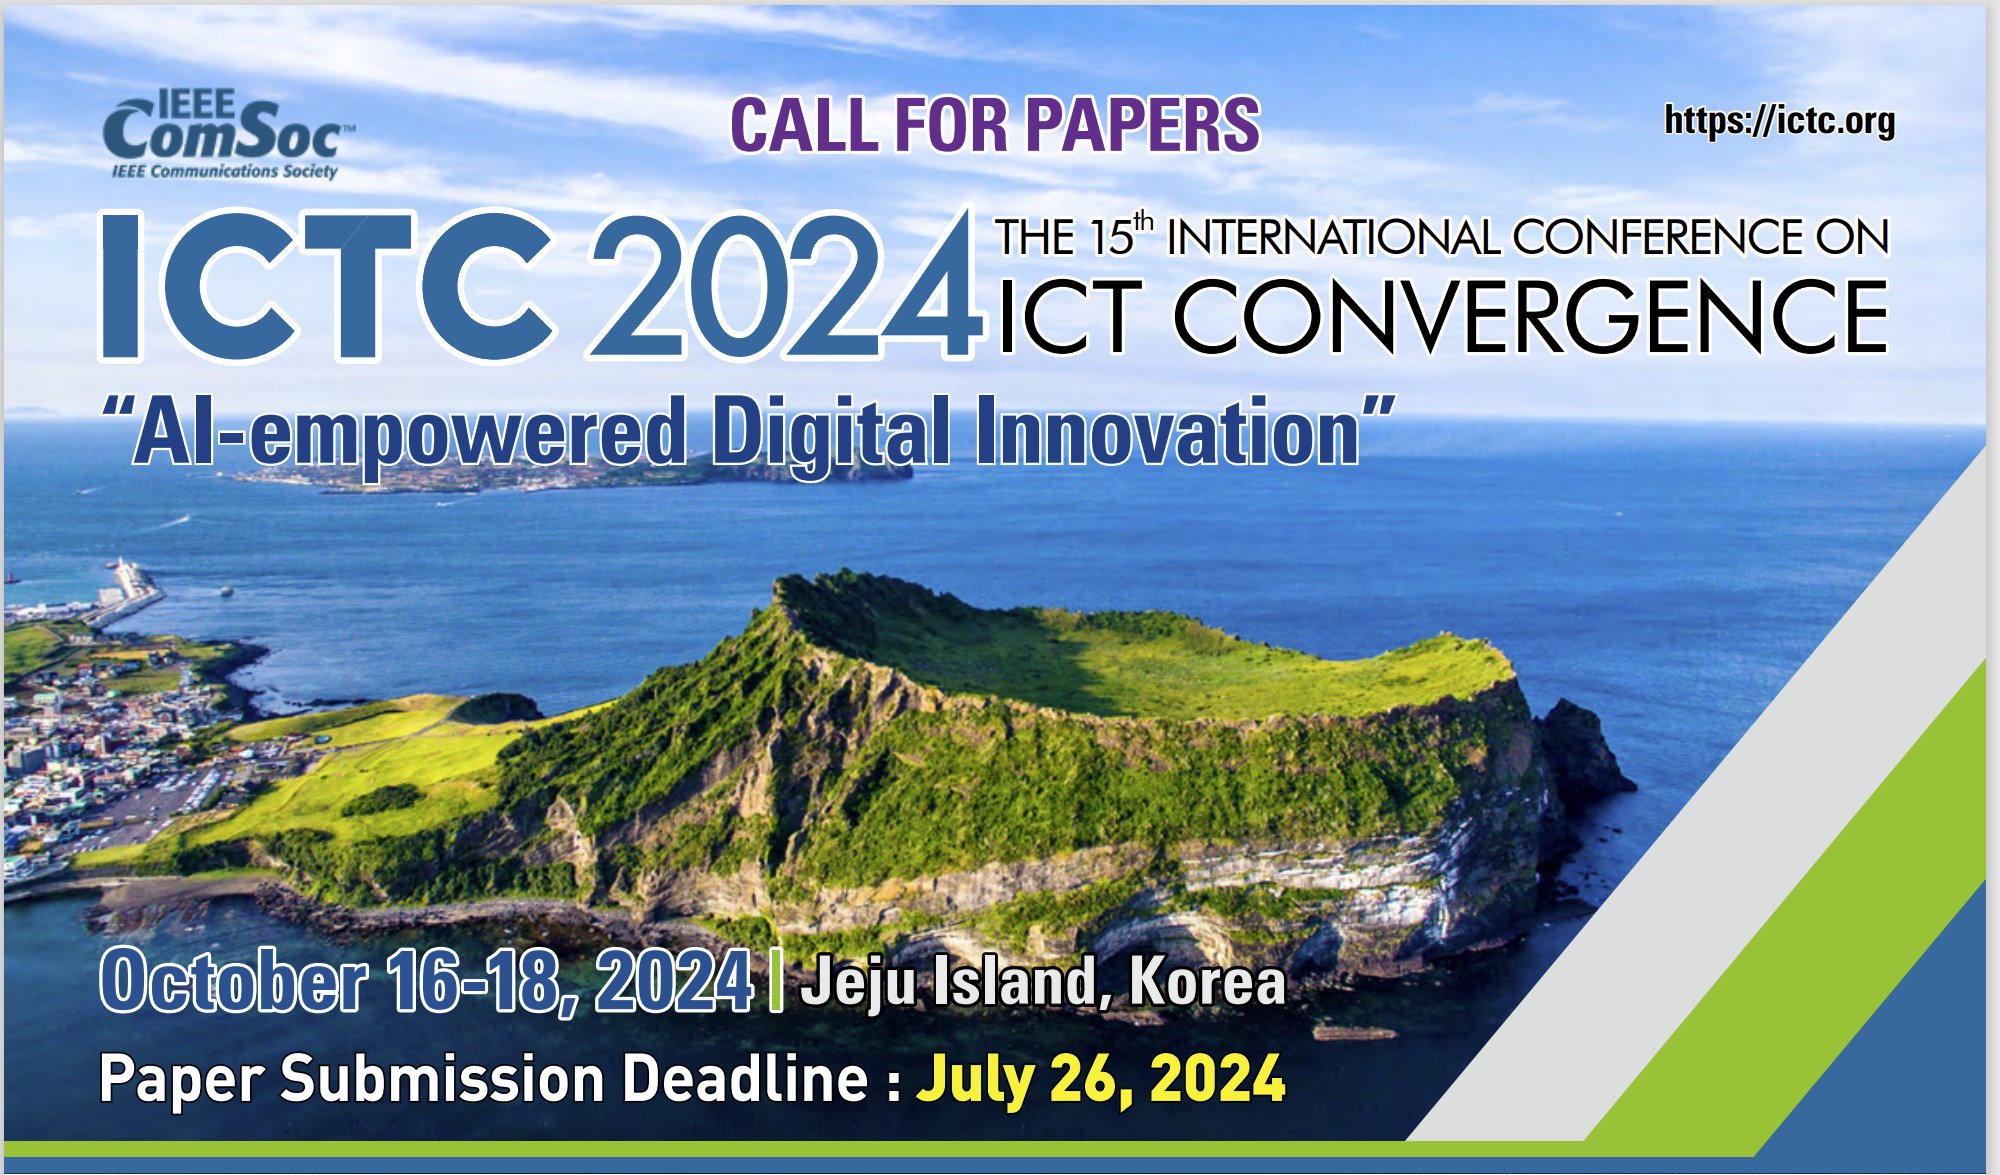 IEEE
ComSoc™
IEEE Communications Society
CALL FOR PAPERS
https://ictc.org
ICTC 2024
THE 15th INTERNATIONAL CONFERENCE ON
ICT CONVERGENCE
“AI-empowered Digital Innovation”
October 16-18, 2024 | Jeju Island, Korea
Paper Submission Deadline : July 26, 2024